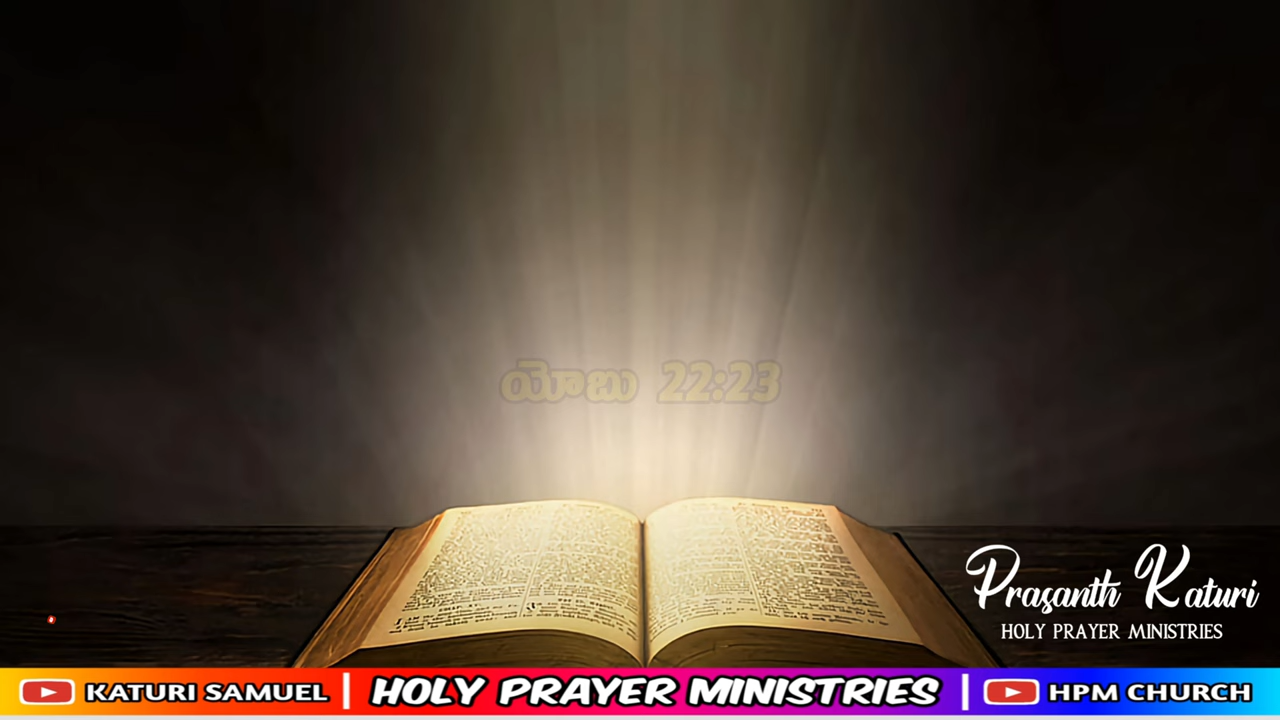 యోబు 22:23
Prasanth Katuri
HOLY PRAYER MINISTRIES
KATURI SAMUEL | HOLY PRAYER MINISTRIES | HPM CHURCH